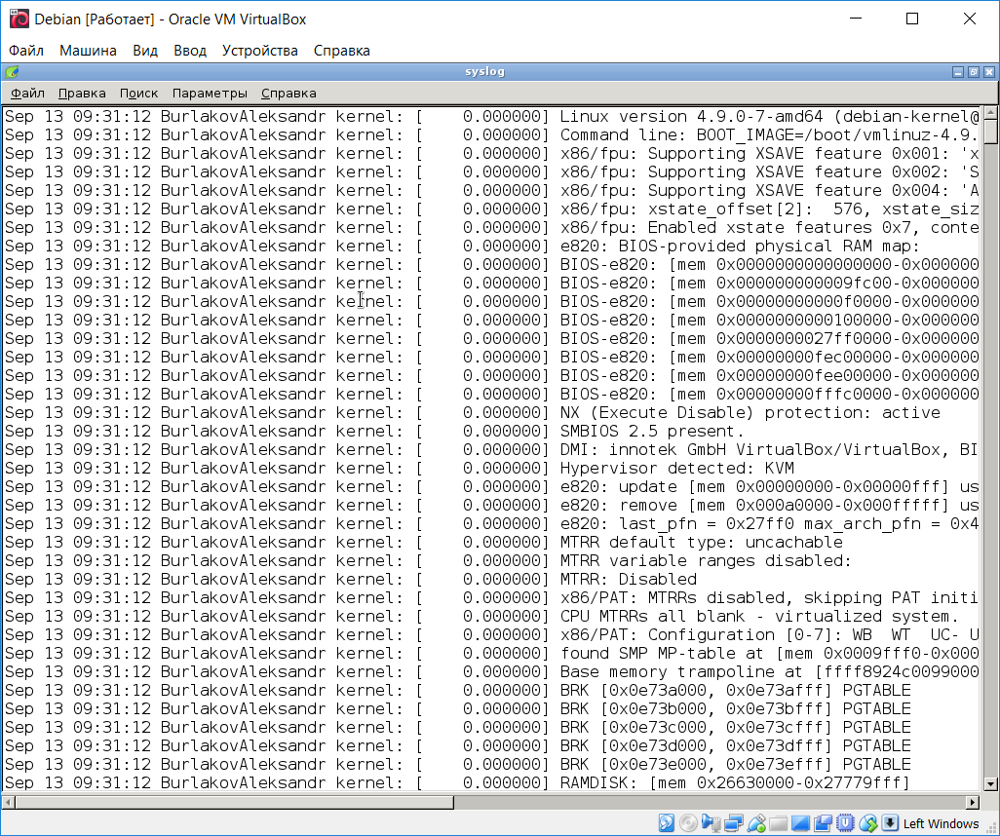 Debian [Работает] - Oracle VM VirtualBox
Файл Машина Вид Ввод Устройства Справка
syslog
Файл Правка Поиск Параметры Справка
Sep 13 09:31:12 BurlakovAleksandr kernel: [    0.000000] Linux version 4.9.0-7-amd64 (debian-kernel@
Sep 13 09:31:12 BurlakovAleksandr kernel: [    0.000000] Command line: BOOT_IMAGE=/boot/vmlinuz-4.9.
Sep 13 09:31:12 BurlakovAleksandr kernel: [    0.000000] x86/fpu: Supporting XSAVE feature 0x001: 'x
Sep 13 09:31:12 BurlakovAleksandr kernel: [    0.000000] x86/fpu: Supporting XSAVE feature 0x002: 'S
Sep 13 09:31:12 BurlakovAleksandr kernel: [    0.000000] x86/fpu: Supporting XSAVE feature 0x004: 'A
Sep 13 09:31:12 BurlakovAleksandr kernel: [    0.000000] x86/fpu: xstate_offset[2]:  576, xstate_siz
Sep 13 09:31:12 BurlakovAleksandr kernel: [    0.000000] x86/fpu: Enabled xstate features 0x7, conte
Sep 13 09:31:12 BurlakovAleksandr kernel: [    0.000000] e820: BIOS-provided physical RAM map:
Sep 13 09:31:12 BurlakovAleksandr kernel: [    0.000000] BIOS-e820: [mem 0x0000000000000000-0x000000
Sep 13 09:31:12 BurlakovAleksandr kernel: [    0.000000] BIOS-e820: [mem 0x000000000009fc00-0x000000
Sep 13 09:31:12 BurlakovAleksandr kernel: [    0.000000] BIOS-e820: [mem 0x00000000000f0000-0x000000
Sep 13 09:31:12 BurlakovAleksandr kernel: [    0.000000] BIOS-e820: [mem 0x0000000000100000-0x000000
Sep 13 09:31:12 BurlakovAleksandr kernel: [    0.000000] BIOS-e820: [mem 0x0000000027ff0000-0x000000
Sep 13 09:31:12 BurlakovAleksandr kernel: [    0.000000] BIOS-e820: [mem 0x00000000fec00000-0x000000
Sep 13 09:31:12 BurlakovAleksandr kernel: [    0.000000] BIOS-e820: [mem 0x00000000fee00000-0x000000
Sep 13 09:31:12 BurlakovAleksandr kernel: [    0.000000] BIOS-e820: [mem 0x00000000fffc0000-0x000000
Sep 13 09:31:12 BurlakovAleksandr kernel: [    0.000000] NX (Execute Disable) protection: active
Sep 13 09:31:12 BurlakovAleksandr kernel: [    0.000000] SMBIOS 2.5 present.
Sep 13 09:31:12 BurlakovAleksandr kernel: [    0.000000] DMI: innotek GmbH VirtualBox/VirtualBox, BI
Sep 13 09:31:12 BurlakovAleksandr kernel: [    0.000000] Hypervisor detected: KVM
Sep 13 09:31:12 BurlakovAleksandr kernel: [    0.000000] e820: update [mem 0x00000000-0x00000fff] us
Sep 13 09:31:12 BurlakovAleksandr kernel: [    0.000000] e820: remove [mem 0x000a0000-0x000fffff] us
Sep 13 09:31:12 BurlakovAleksandr kernel: [    0.000000] e820: last_pfn = 0x27ff0 max_arch_pfn = 0x4
Sep 13 09:31:12 BurlakovAleksandr kernel: [    0.000000] MTRR default type: uncachable
Sep 13 09:31:12 BurlakovAleksandr kernel: [    0.000000] MTRR variable ranges disabled:
Sep 13 09:31:12 BurlakovAleksandr kernel: [    0.000000] MTRR: Disabled
Sep 13 09:31:12 BurlakovAleksandr kernel: [    0.000000] x86/PAT: MTRRs disabled, skipping PAT initi
Sep 13 09:31:12 BurlakovAleksandr kernel: [    0.000000] CPU MTRRs all blank - virtualized system.
Sep 13 09:31:12 BurlakovAleksandr kernel: [    0.000000] x86/PAT: Configuration [0-7]: WB  WT  UC- U
Sep 13 09:31:12 BurlakovAleksandr kernel: [    0.000000] found SMP MP-table at [mem 0x0009fff0-0x000
Sep 13 09:31:12 BurlakovAleksandr kernel: [    0.000000] Base memory trampoline at [ffff8924c0099000
Sep 13 09:31:12 BurlakovAleksandr kernel: [    0.000000] BRK [0x0e73a000, 0x0e73afff] PGTABLE
Sep 13 09:31:12 BurlakovAleksandr kernel: [    0.000000] BRK [0x0e73b000, 0x0e73bfff] PGTABLE
Sep 13 09:31:12 BurlakovAleksandr kernel: [    0.000000] BRK [0x0e73c000, 0x0e73cfff] PGTABLE
Sep 13 09:31:12 BurlakovAleksandr kernel: [    0.000000] BRK [0x0e73d000, 0x0e73dfff] PGTABLE
Sep 13 09:31:12 BurlakovAleksandr kernel: [    0.000000] BRK [0x0e73e000, 0x0e73efff] PGTABLE
Sep 13 09:31:12 BurlakovAleksandr kernel: [    0.000000] RAMDISK: [mem 0x26630000-0x27779fff]
Left Windows